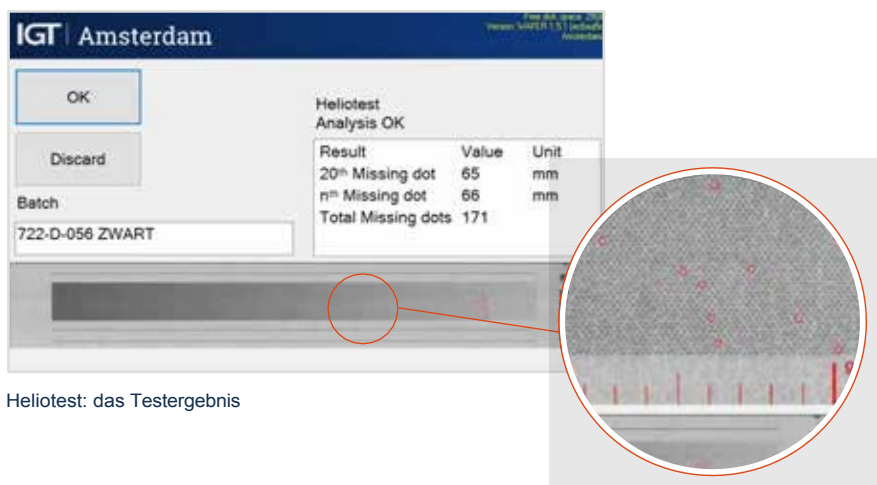 IGT Amsterdam
OK
Discard
Batch
722-D-056 ZWART
Heliotest
Analysis OK
Result Value Unit
20th Missing dot 65 mm
nth Missing dot 66 mm
Total Missing dots 171
Heliotest: das Testergebnis